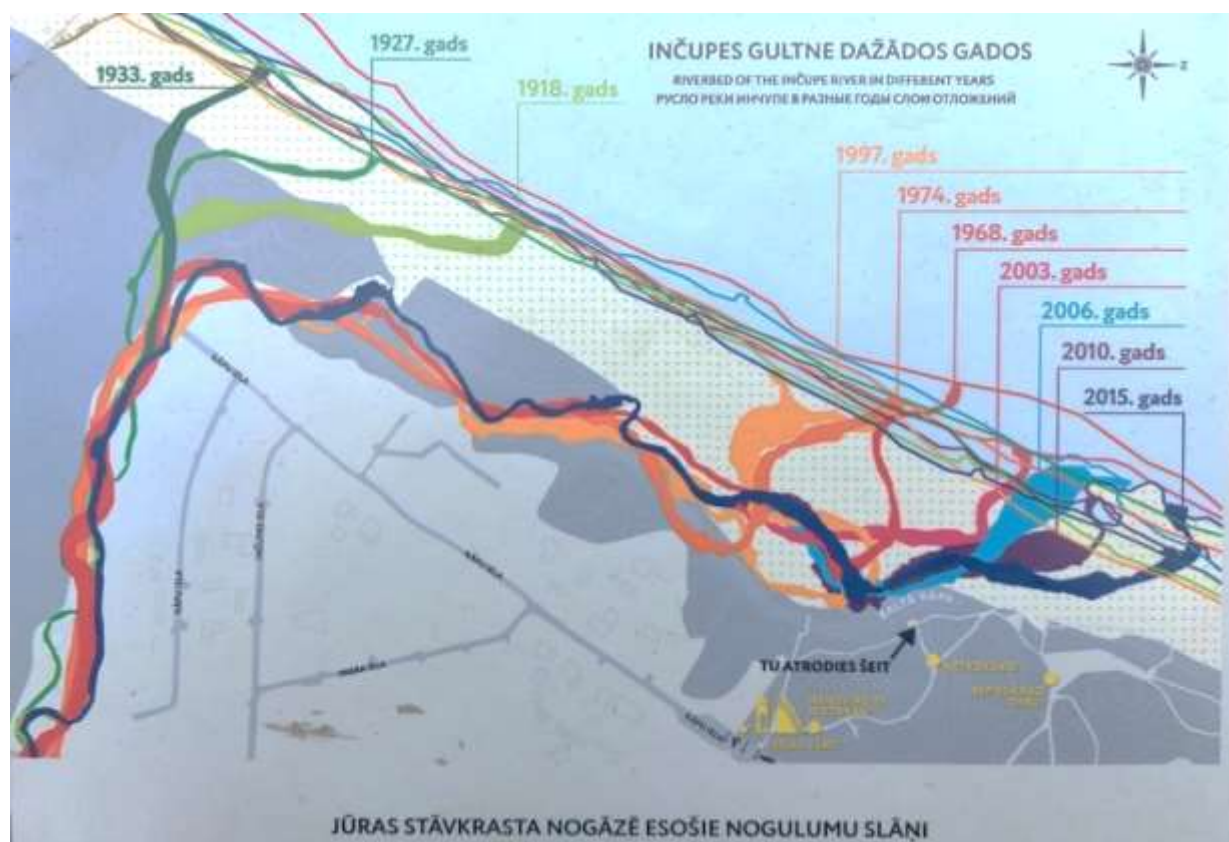 INČUPES GULTNE DAŽĀDOS GADOS
RIVERBED OF THE INČUPE RIVER IN DIFFERENT YEARS
РУСЛО РЕКИ ИНЧУПЕ В РАЗНЫЕ ГОДЫ СЛОИ ОТЛОЖЕНИЙ
Z
1927. gads
1933. gads
1918. gads
1997. gads
1974. gads
1968. gads
2003. gads
2006. gads
2010. gads
2015. gads
TU ATRODIES ŠEIT
JŪRAS STĀVKRASTA NOGĀZĒ ESOŠIE NOGULUMU SLĀŅI